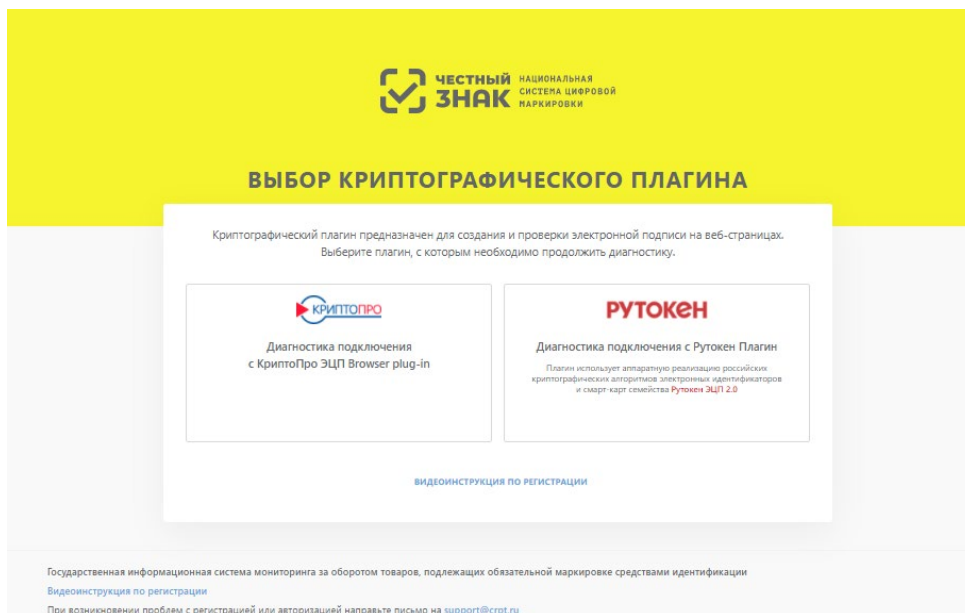 ЧЕСТНЫЙ
ЗНАК
НАЦИОНАЛЬНАЯ
СИСТЕМА ЦИФРОВОЙ
МАРКИРОВКИ
ВЫБОР КРИПТОГРАФИЧЕСКОГО ПЛАГИНА
Криптографический плагин предназначен для создания и проверки электронной подписи на веб-страницах.
Выберите плагин, с которым необходимо продолжить диагностику.
КРИПТОПРО
Диагностика подключения
с КриптоПро ЭЦП Browser plug-in
РУТОКЕН
Диагностика подключения с Рутокен Плагин
Плагин использует аппаратную реализацию российских
криптографических алгоритмов электронных идентификаторов
и смарт-карт семейства Рутокен ЭЦП 2.0
ВИДЕОИНСТРУКЦИЯ ПО РЕГИСТРАЦИИ
Государственная информационная система мониторинга за оборотом товаров, подлежащих обязательной маркировке средствами идентификации
Видеоинструкция по регистрации
При возникновении проблем с регистрацией или авторизацией направьте письмо на support@crpt.ru